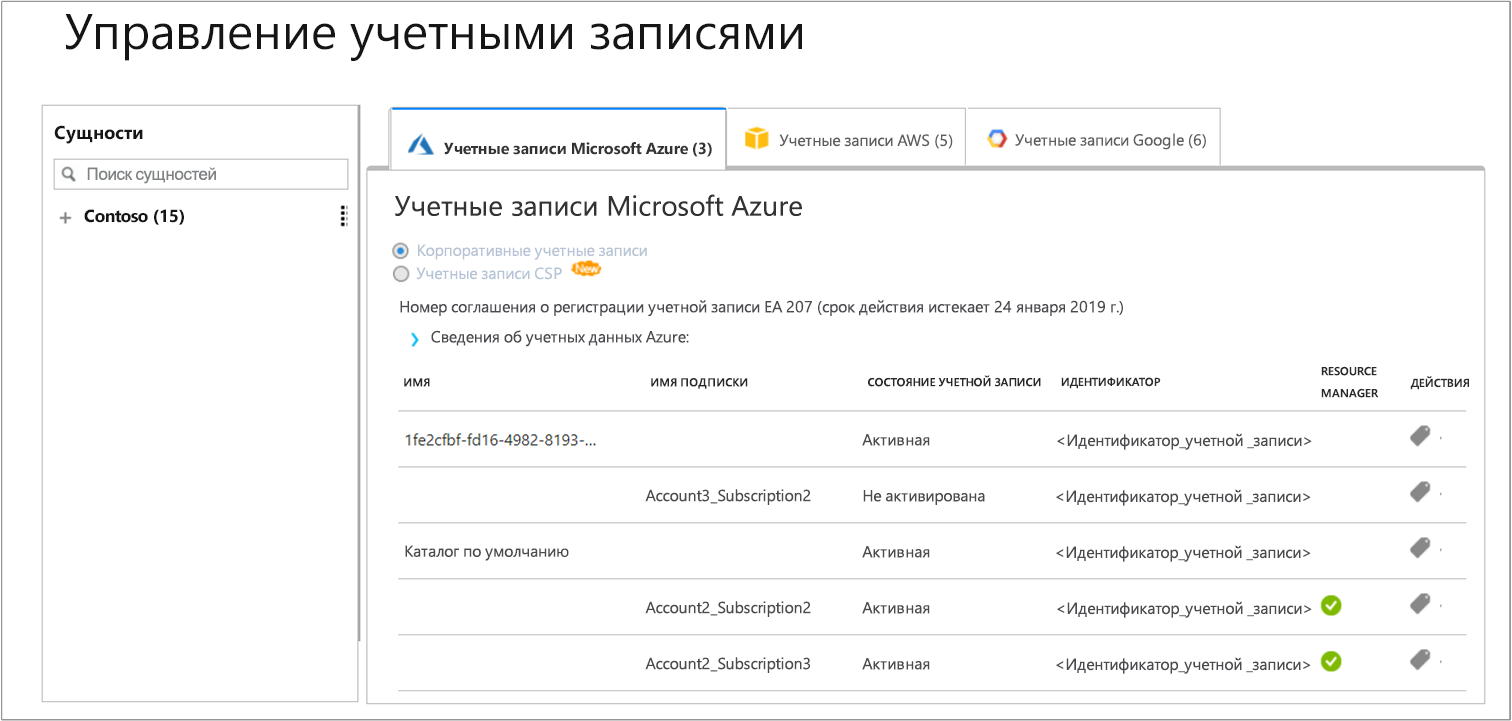 Управление учетными записями
Сущности
Поиск сущностей
Contoso (15)
Учетные записи Microsoft Azure (3)
Учетные записи AWS (5)
Учетные записи Google (6)
Учетные записи Microsoft Azure
Корпоративные учетные записи
Учетные записи CSP New
Номер соглашения о регистрации учетной записи EA 207 (срок действия истекает 24 января 2019 г.)
Сведения об учетных данных Azure:
ИМЯ ИМЯ ПОДПИСКИ СОСТОЯНИЕ УЧЕТНОЙ ЗАПИСИ ИДЕНТИФИКАТОР RESOURCE MANAGER ДЕЙСТВИЯ
1fe2cfbf-fd16-4982-8193-... Активная <Идентификатор_учетной _записи>
Account3_Subscription2 Не активирована <Идентификатор_учетной _записи>
Каталог по умолчанию Активная <Идентификатор_учетной _записи>
Account2_Subscription2 Активная <Идентификатор_учетной _записи>
Account2_Subscription3 Активная <Идентификатор_учетной _записи>